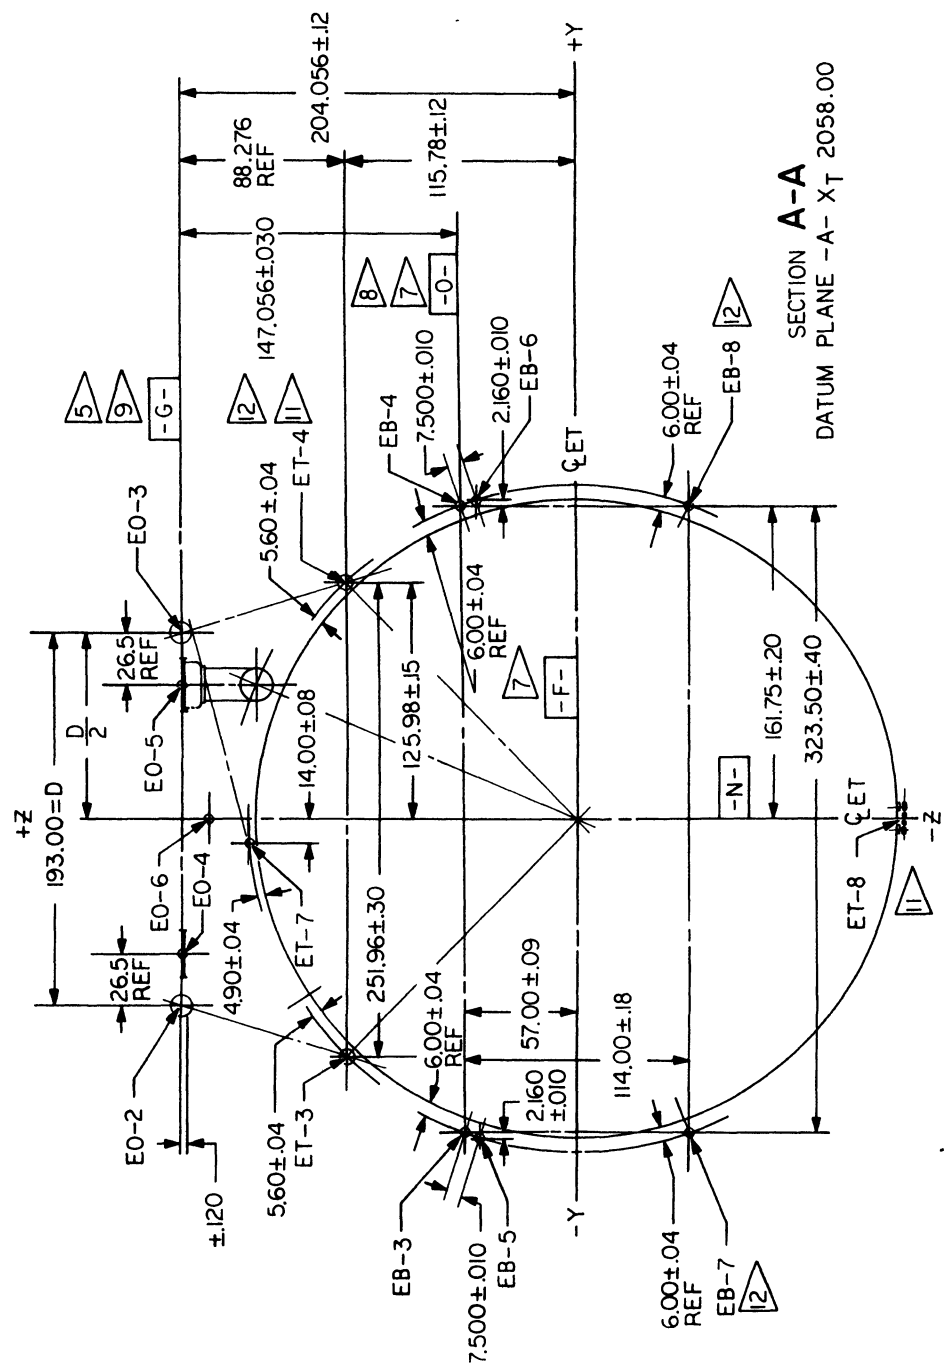 +Z
193.00=D
D
2
26.5
REF
26.5
REF
EO-2
EO-6
EO-4
EO-5
EO-3
5
9
-G-
±.120
4.90±.04
14.00±.08
5.60±.04
ET-3
ET-7
5.60±.04
ET-4
12
11
147.056±.030
88.276
REF
204.056±.12
115.78±.12
251.96±.30
125.98±.15
6.00±.04
REF
6.00±.04
REF
7
8
7
-O-
EB-3
7.500±.010
EB-5
2.160
±.010
EB-4
7.500±.010
2.160±.010
EB-6
57.00±.09
114.00±.18
-F-
-Y
+Y
℄ ET
-N-
161.75±.20
323.50±.40
6.00±.04
REF
EB-7
12
6.00±.04
REF
EB-8
12
℄ ET
ET-8
11
-Z
SECTION A-A
DATUM PLANE -A- XT 2058.00